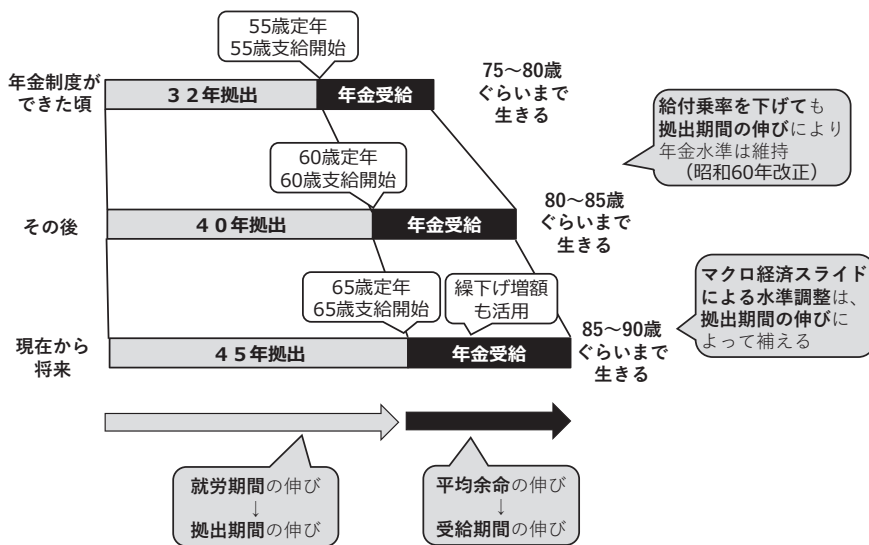 55歳定年
55歳支給開始
年金制度が
できた頃
３２年拠出
年金受給
75～80歳
ぐらいまで
生きる
給付乗率を下げても
拠出期間の伸びにより
年金水準は維持
（昭和60年改正）
60歳定年
60歳支給開始
その後
４０年拠出
年金受給
80～85歳
ぐらいまで
生きる
65歳定年
65歳支給開始
繰下げ増額
も活用
マクロ経済スライド
による水準調整は、
拠出期間の伸びに
よって補える
現在から
将来
４５年拠出
年金受給
85～90歳
ぐらいまで
生きる
就労期間の伸び
↓
拠出期間の伸び
平均余命の伸び
↓
受給期間の伸び